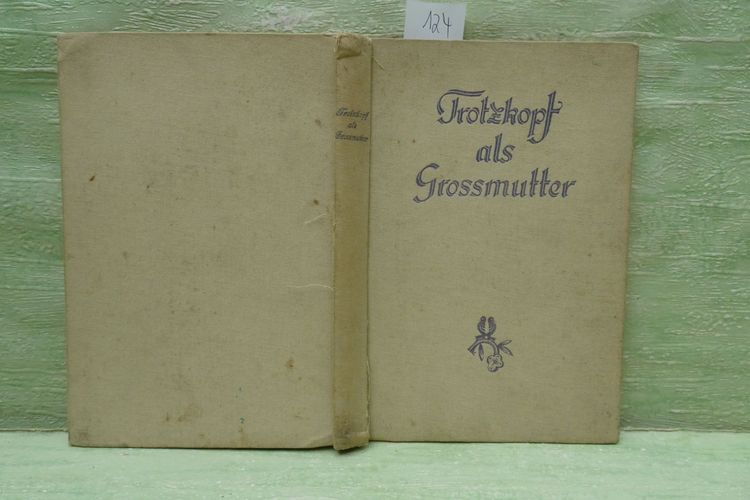 124
Trotzkopf
als
Grossmutter
Trotzkopf
als
Grossmutter